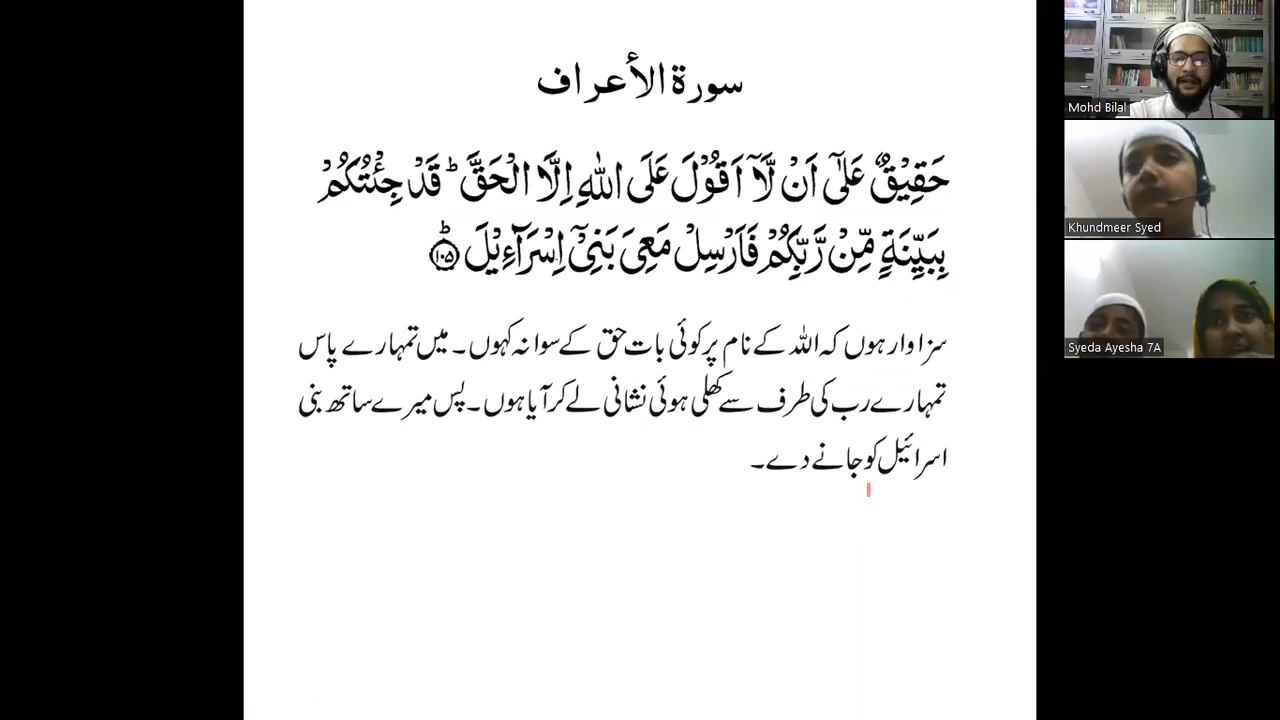 سورة الأعراف
حَقِيْقٌ عَلٰٓى اَنْ لَّاۤ اَقُوْلَ عَلَى اللّٰهِ اِلَّا الْحَقَّ ؕ قَدْ جِئْتُكُمْ
بِبَيِّنَةٍ مِّنْ رَّبِّكُمْ فَاَرْسِلْ مَعِىَ بَنِىْۤ اِسْرَآءِيْلَ ؕ ۱۰۵
سزاوار ہوں کہ اللہ کے نام پر کوئی بات حق کے سوا نہ کہوں۔ میں تمہارے پاس
تمہارے رب کی طرف سے کھلی ہوئی نشانی لے کر آیا ہوں۔ پس میرے ساتھ بنی
اسرائیل کو جانے دے۔
Mohd Bilal
Khundmeer Syed
Syeda Ayesha 7A